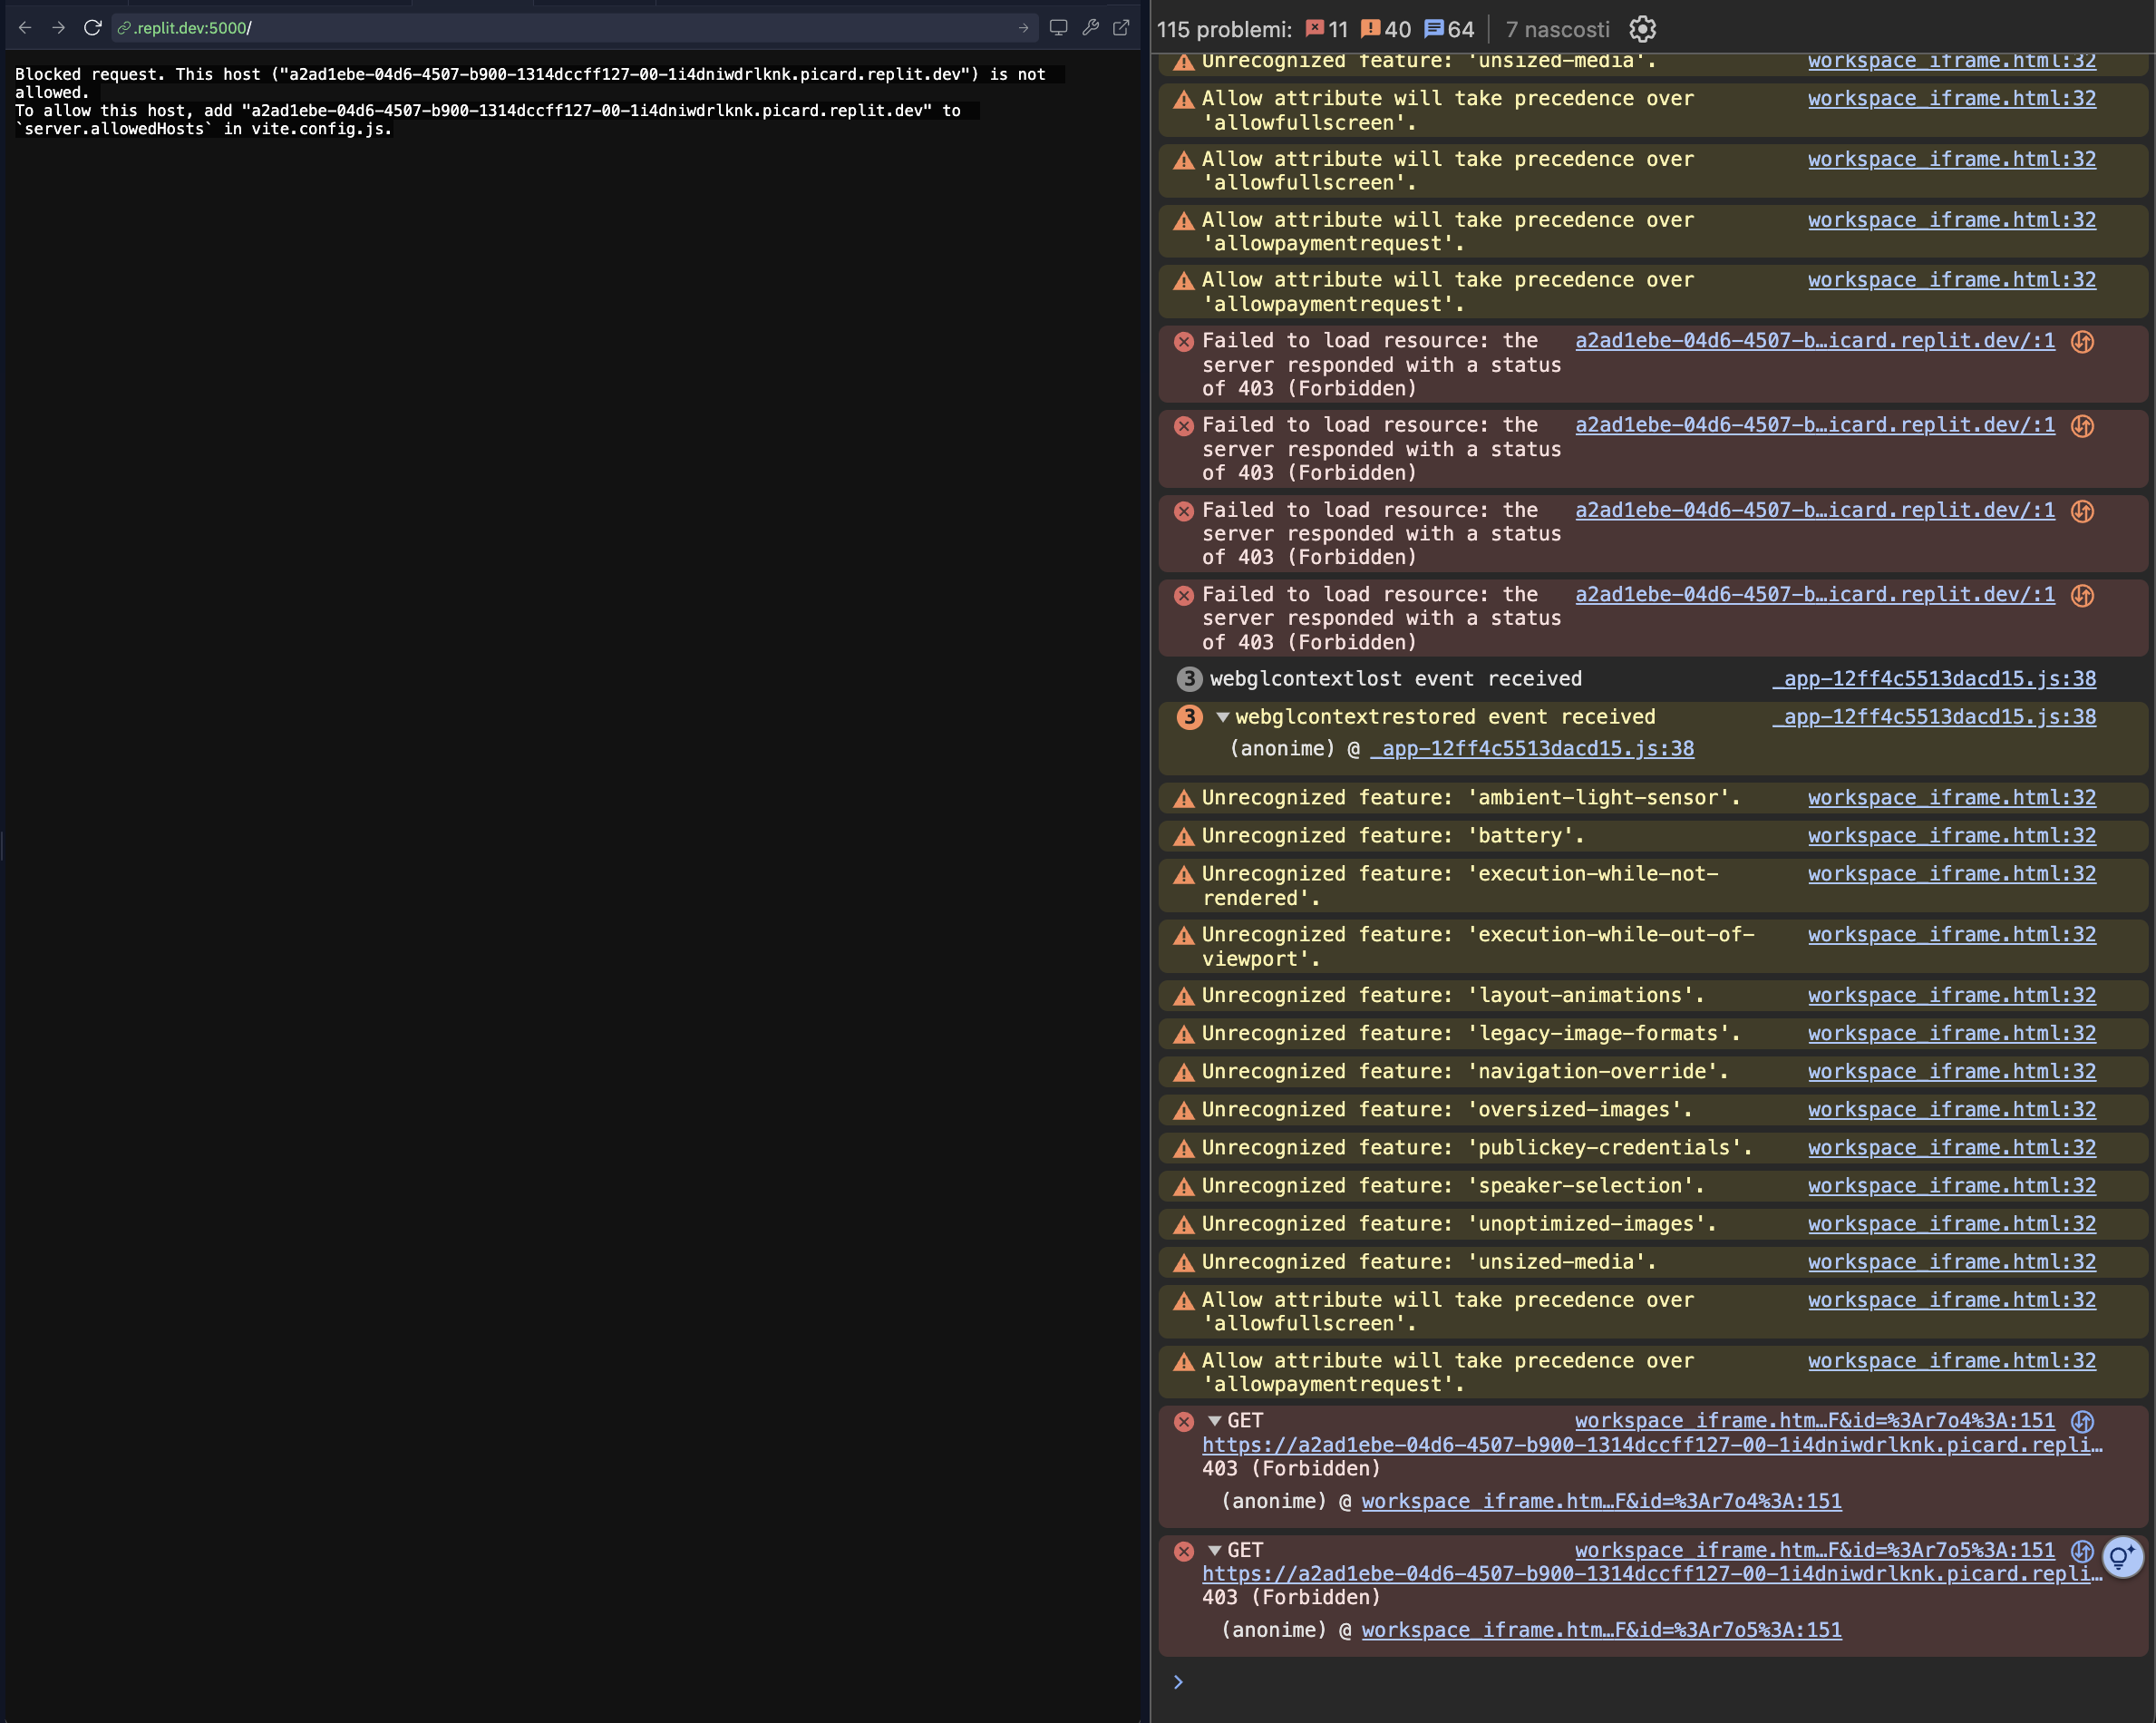 .replit.dev:5000/
Blocked request. This host ("a2ad1ebe-04d6-4507-b900-1314dccff127-00-1i4dniwdrlknk.picard.replit.dev") is not
allowed.
To allow this host, add "a2ad1ebe-04d6-4507-b900-1314dccff127-00-1i4dniwdrlknk.picard.replit.dev" to
`server.allowedHosts` in vite.config.js.
115 problemi: 11 40 64 7 nascosti
Unrecognized feature: 'unsized-media'. workspace_iframe.html:32
Allow attribute will take precedence over workspace_iframe.html:32
'allowfullscreen'.
Allow attribute will take precedence over workspace_iframe.html:32
'allowfullscreen'.
Allow attribute will take precedence over workspace_iframe.html:32
'allowpaymentrequest'.
Allow attribute will take precedence over workspace_iframe.html:32
'allowpaymentrequest'.
Failed to load resource: the a2ad1ebe-04d6-4507-b…icard.replit.dev/:1
server responded with a status
of 403 (Forbidden)
Failed to load resource: the a2ad1ebe-04d6-4507-b…icard.replit.dev/:1
server responded with a status
of 403 (Forbidden)
Failed to load resource: the a2ad1ebe-04d6-4507-b…icard.replit.dev/:1
server responded with a status
of 403 (Forbidden)
Failed to load resource: the a2ad1ebe-04d6-4507-b…icard.replit.dev/:1
server responded with a status
of 403 (Forbidden)
3 webglcontextlost event received _app-12ff4c5513dacd15.js:38
3 webglcontextrestored event received _app-12ff4c5513dacd15.js:38
(anonime) @ _app-12ff4c5513dacd15.js:38
Unrecognized feature: 'ambient-light-sensor'. workspace_iframe.html:32
Unrecognized feature: 'battery'. workspace_iframe.html:32
Unrecognized feature: 'execution-while-not- workspace_iframe.html:32
rendered'.
Unrecognized feature: 'execution-while-out-of- workspace_iframe.html:32
viewport'.
Unrecognized feature: 'layout-animations'. workspace_iframe.html:32
Unrecognized feature: 'legacy-image-formats'. workspace_iframe.html:32
Unrecognized feature: 'navigation-override'. workspace_iframe.html:32
Unrecognized feature: 'oversized-images'. workspace_iframe.html:32
Unrecognized feature: 'publickey-credentials'. workspace_iframe.html:32
Unrecognized feature: 'speaker-selection'. workspace_iframe.html:32
Unrecognized feature: 'unoptimized-images'. workspace_iframe.html:32
Unrecognized feature: 'unsized-media'. workspace_iframe.html:32
Allow attribute will take precedence over workspace_iframe.html:32
'allowfullscreen'.
Allow attribute will take precedence over workspace_iframe.html:32
'allowpaymentrequest'.
GET workspace_iframe.htm…F&id=%3Ar7o4%3A:151
https://a2ad1ebe-04d6-4507-b900-1314dccff127-00-1i4dniwdrlknk.picard.repli…
403 (Forbidden)
(anonime) @ workspace_iframe.htm…F&id=%3Ar7o4%3A:151
GET workspace_iframe.htm…F&id=%3Ar7o5%3A:151
https://a2ad1ebe-04d6-4507-b900-1314dccff127-00-1i4dniwdrlknk.picard.repli…
403 (Forbidden)
(anonime) @ workspace_iframe.htm…F&id=%3Ar7o5%3A:151